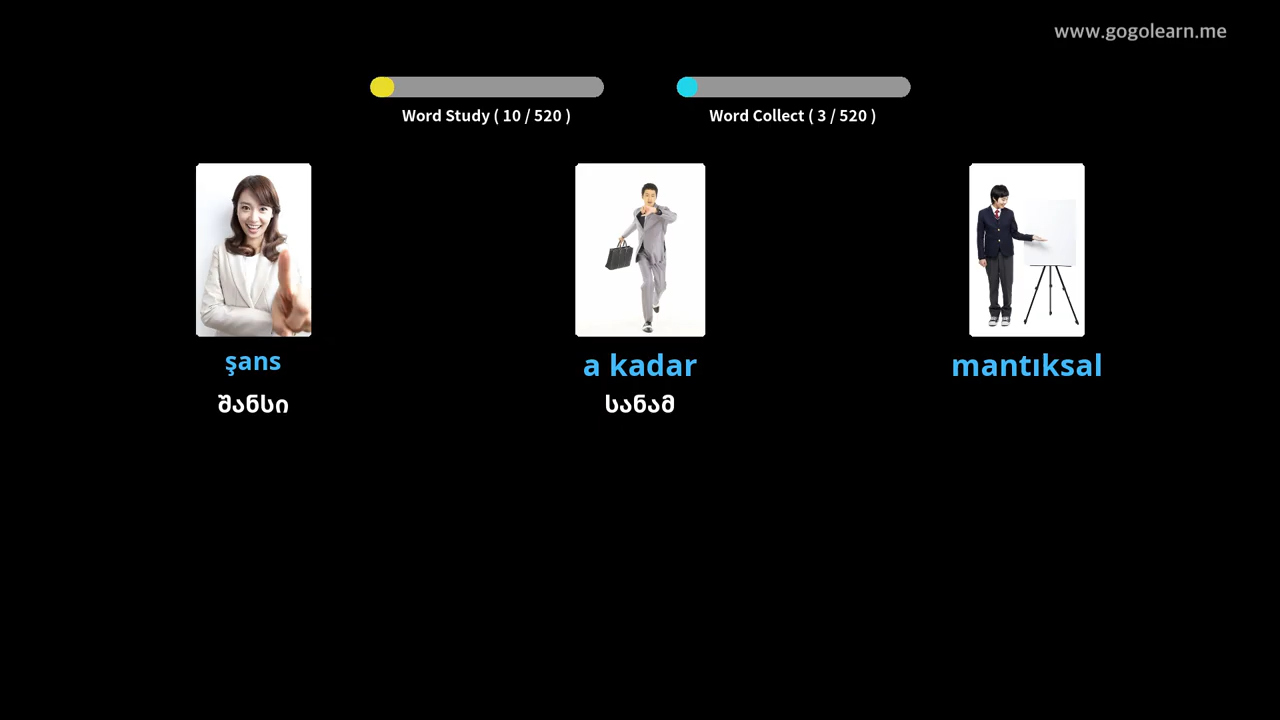 www.gogolearn.me
Word Study ( 10 / 520 )
Word Collect ( 3 / 520 )
şans
შანსი
a kadar
სანამ
mantıksal